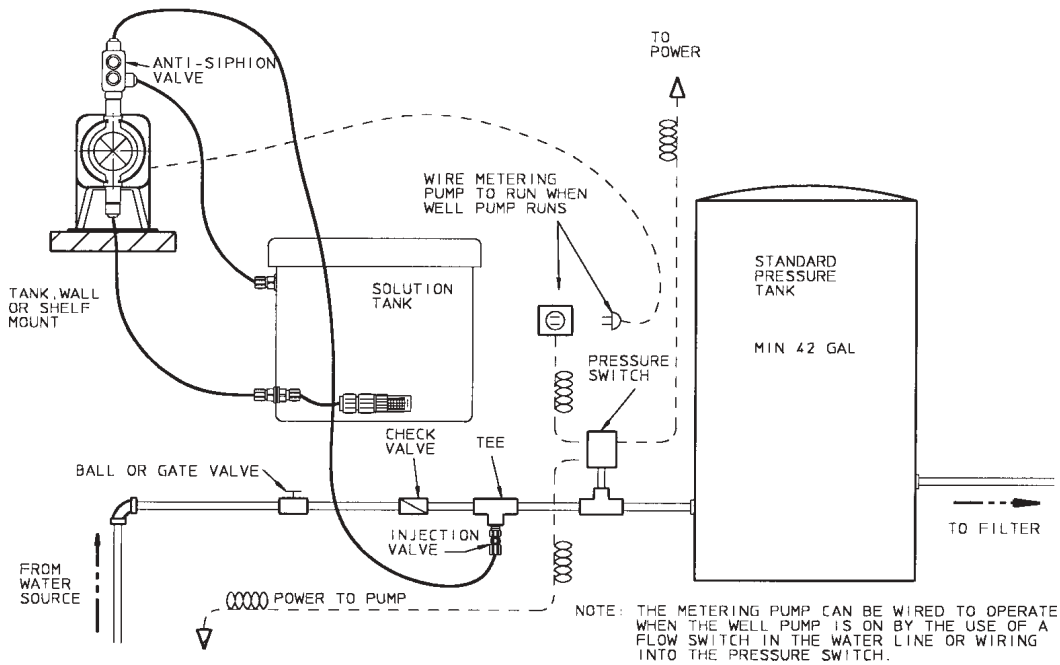 TO
POWER
ANTI-SIPHION
VALVE
WIRE METERING
PUMP TO RUN WHEN
WELL PUMP RUNS
TANK,WALL
OR SHELF
MOUNT
SOLUTION
TANK
STANDARD
PRESSURE
TANK
MIN 42 GAL
PRESSURE
SWITCH
CHECK
VALVE
TEE
BALL OR GATE VALVE
INJECTION
VALVE
TO FILTER
FROM
WATER
SOURCE
POWER TO PUMP
NOTE: THE METERING PUMP CAN BE WIRED TO OPERATE
WHEN THE WELL PUMP IS ON BY THE USE OF A
FLOW SWITCH IN THE WATER LINE OR WIRING
INTO THE PRESSURE SWITCH.